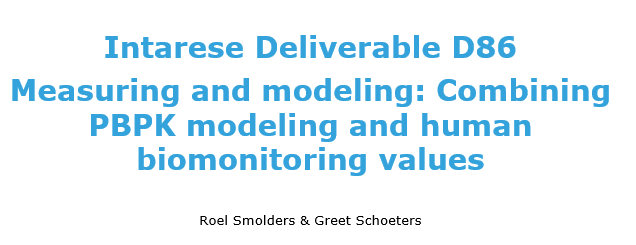 Intarese Deliverable D86
Measuring and modeling: Combining
PBPK modeling and human
biomonitoring values
Roel Smolders & Greet Schoeters